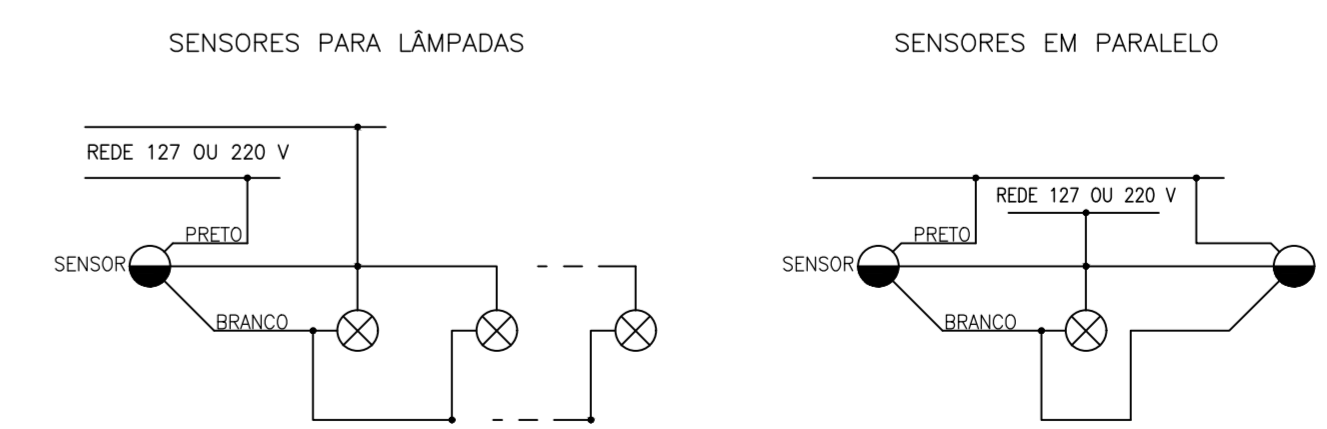 SENSORES PARA LÂMPADAS
REDE 127 OU 220 V
PRETO
SENSOR
BRANCO
SENSORES EM PARALELO
REDE 127 OU 220 V
PRETO
SENSOR
BRANCO